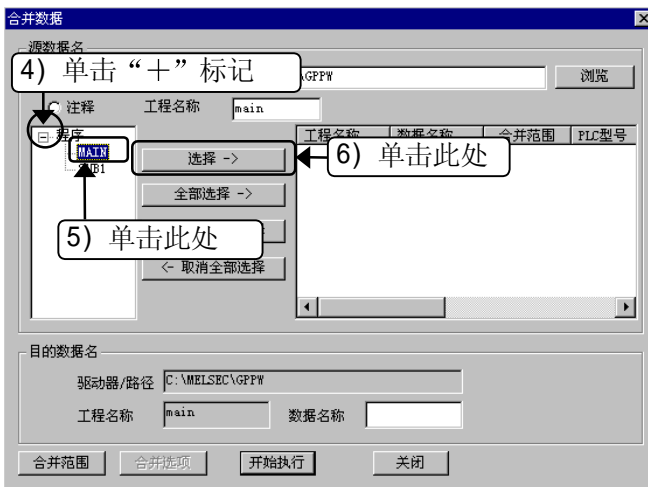 合并数据
源数据名
4) 单击“＋”标记
\GPPW
浏览
注释
工程名称
main
程序
MAIN
SUB1
选择 ->
全部选择 ->
<- 取消全部选择
工程名称 数据名称 合并范围 PLC型号
6) 单击此处
5) 单击此处
目的数据名
驱动器/路径 C:\MELSEC\GPPW
工程名称 main 数据名称
合并范围 合并选项 开始执行 关闭